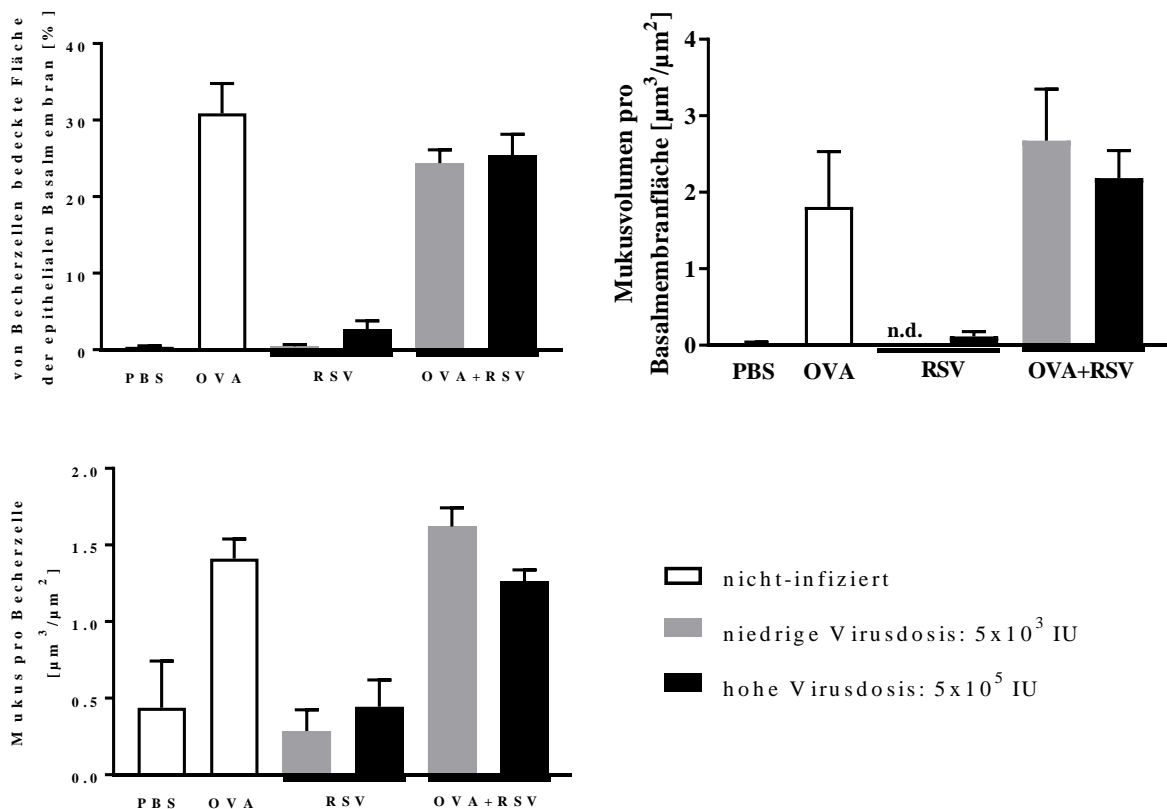 von Becherzellen bedeckte Fläche
der epithelialen Basalmembran [%]
40
30
20
10
0
PBS
OVA
RSV
OVA+RSV
Mukusvolumen pro
Basalmembranfläche [µm³/µm²]
4
3
2
1
0
n.d.
PBS
OVA
RSV
OVA+RSV
Mukus pro Becherzelle
[µm³/µm²]
2.0
1.5
1.0
0.5
0.0
PBS
OVA
RSV
OVA+RSV
nicht-infiziert
niedrige Virusdosis: 5x10³ IU
hohe Virusdosis: 5x10⁵ IU